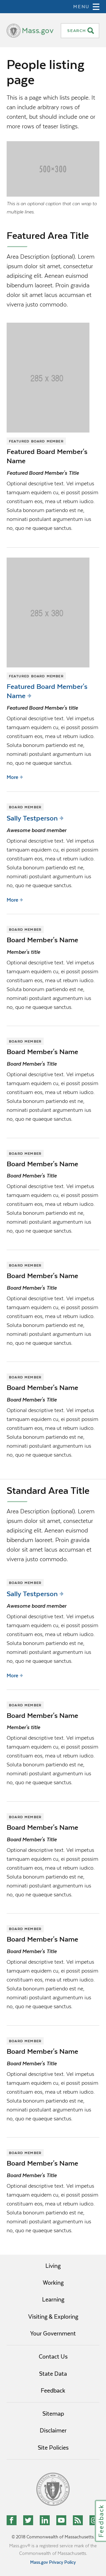 MENU
Mass.gov
SEARCH
People listing
page
This is a page which lists people. It
can include arbitrary rows of
content, but should include one or
more rows of teaser listings.
500×300
This is an optional caption that can wrap to
multiple lines.
Featured Area Title
Area Description (optional). Lorem
ipsum dolor sit amet, consectetur
adipiscing elit. Aenean euismod
bibendum laoreet. Proin gravida
dolor sit amet lacus accumsan et
viverra justo commodo.
285 x 380
FEATURED BOARD MEMBER
Featured Board Member's
Name
Featured Board Member's Title
Optional descriptive text. Vel impetus
tantas vituperata cu, ei possit possim
constituam eos, mea ut rebum iudico.
Soluta bonorum partiendo est ne,
nominati postulant argumentum ius
no, quo ne quaeque sanctus.
285 x 380
FEATURED BOARD MEMBER
Featured Board Member's
Name
Featured Board Member's title
Optional descriptive text. Vel impetus
tantas vituperata cu, ei possit possim
constituam eos, mea ut rebum iudico.
Soluta bonorum partiendo est ne,
nominati postulant argumentum ius
no, quo ne quaeque sanctus.
More
BOARD MEMBER
Sally Testperson
Awesome board member
Optional descriptive text. Vel impetus
tantas vituperata cu, ei possit possim
constituam eos, mea ut rebum iudico.
Soluta bonorum partiendo est ne,
nominati postulant argumentum ius
no, quo ne quaeque sanctus.
More
BOARD MEMBER
Board Member's Name
Member's title
Optional descriptive text. Vel impetus
tantas vituperata cu, ei possit possim
constituam eos, mea ut rebum iudico.
Soluta bonorum partiendo est ne,
nominati postulant argumentum ius
no, quo ne quaeque sanctus.
BOARD MEMBER
Board Member's Name
Board Member's Title
Optional descriptive text. Vel impetus
tantas vituperata cu, ei possit possim
constituam eos, mea ut rebum iudico.
Soluta bonorum partiendo est ne,
nominati postulant argumentum ius
no, quo ne quaeque sanctus.
BOARD MEMBER
Board Member's Name
Board Member's Title
Optional descriptive text. Vel impetus
tantas vituperata cu, ei possit possim
constituam eos, mea ut rebum iudico.
Soluta bonorum partiendo est ne,
nominati postulant argumentum ius
no, quo ne quaeque sanctus.
BOARD MEMBER
Board Member's Name
Board Member's Title
Optional descriptive text. Vel impetus
tantas vituperata cu, ei possit possim
constituam eos, mea ut rebum iudico.
Soluta bonorum partiendo est ne,
nominati postulant argumentum ius
no, quo ne quaeque sanctus.
BOARD MEMBER
Board Member's Name
Board Member's Title
Optional descriptive text. Vel impetus
tantas vituperata cu, ei possit possim
constituam eos, mea ut rebum iudico.
Soluta bonorum partiendo est ne,
nominati postulant argumentum ius
no, quo ne quaeque sanctus.
Standard Area Title
Area Description (optional). Lorem
ipsum dolor sit amet, consectetur
adipiscing elit. Aenean euismod
bibendum laoreet. Proin gravida
dolor sit amet lacus accumsan et
viverra justo commodo.
BOARD MEMBER
Sally Testperson
Awesome board member
Optional descriptive text. Vel impetus
tantas vituperata cu, ei possit possim
constituam eos, mea ut rebum iudico.
Soluta bonorum partiendo est ne,
nominati postulant argumentum ius
no, quo ne quaeque sanctus.
More
BOARD MEMBER
Board Member's Name
Member's title
Optional descriptive text. Vel impetus
tantas vituperata cu, ei possit possim
constituam eos, mea ut rebum iudico.
Soluta bonorum partiendo est ne,
nominati postulant argumentum ius
no, quo ne quaeque sanctus.
BOARD MEMBER
Board Member's Name
Board Member's Title
Optional descriptive text. Vel impetus
tantas vituperata cu, ei possit possim
constituam eos, mea ut rebum iudico.
Soluta bonorum partiendo est ne,
nominati postulant argumentum ius
no, quo ne quaeque sanctus.
BOARD MEMBER
Board Member's Name
Board Member's Title
Optional descriptive text. Vel impetus
tantas vituperata cu, ei possit possim
constituam eos, mea ut rebum iudico.
Soluta bonorum partiendo est ne,
nominati postulant argumentum ius
no, quo ne quaeque sanctus.
BOARD MEMBER
Board Member's Name
Board Member's Title
Optional descriptive text. Vel impetus
tantas vituperata cu, ei possit possim
constituam eos, mea ut rebum iudico.
Soluta bonorum partiendo est ne,
nominati postulant argumentum ius
no, quo ne quaeque sanctus.
BOARD MEMBER
Board Member's Name
Board Member's Title
Optional descriptive text. Vel impetus
tantas vituperata cu, ei possit possim
constituam eos, mea ut rebum iudico.
Soluta bonorum partiendo est ne,
nominati postulant argumentum ius
no, quo ne quaeque sanctus.
Living
Working
Learning
Visiting & Exploring
Your Government
Contact Us
State Data
Feedback
Sitemap
Disclaimer
Site Policies
Feedback
© 2018 Commonwealth of Massachusetts.
Mass.gov® is a registered service mark of the
Commonwealth of Massachusetts.
Mass.gov Privacy Policy